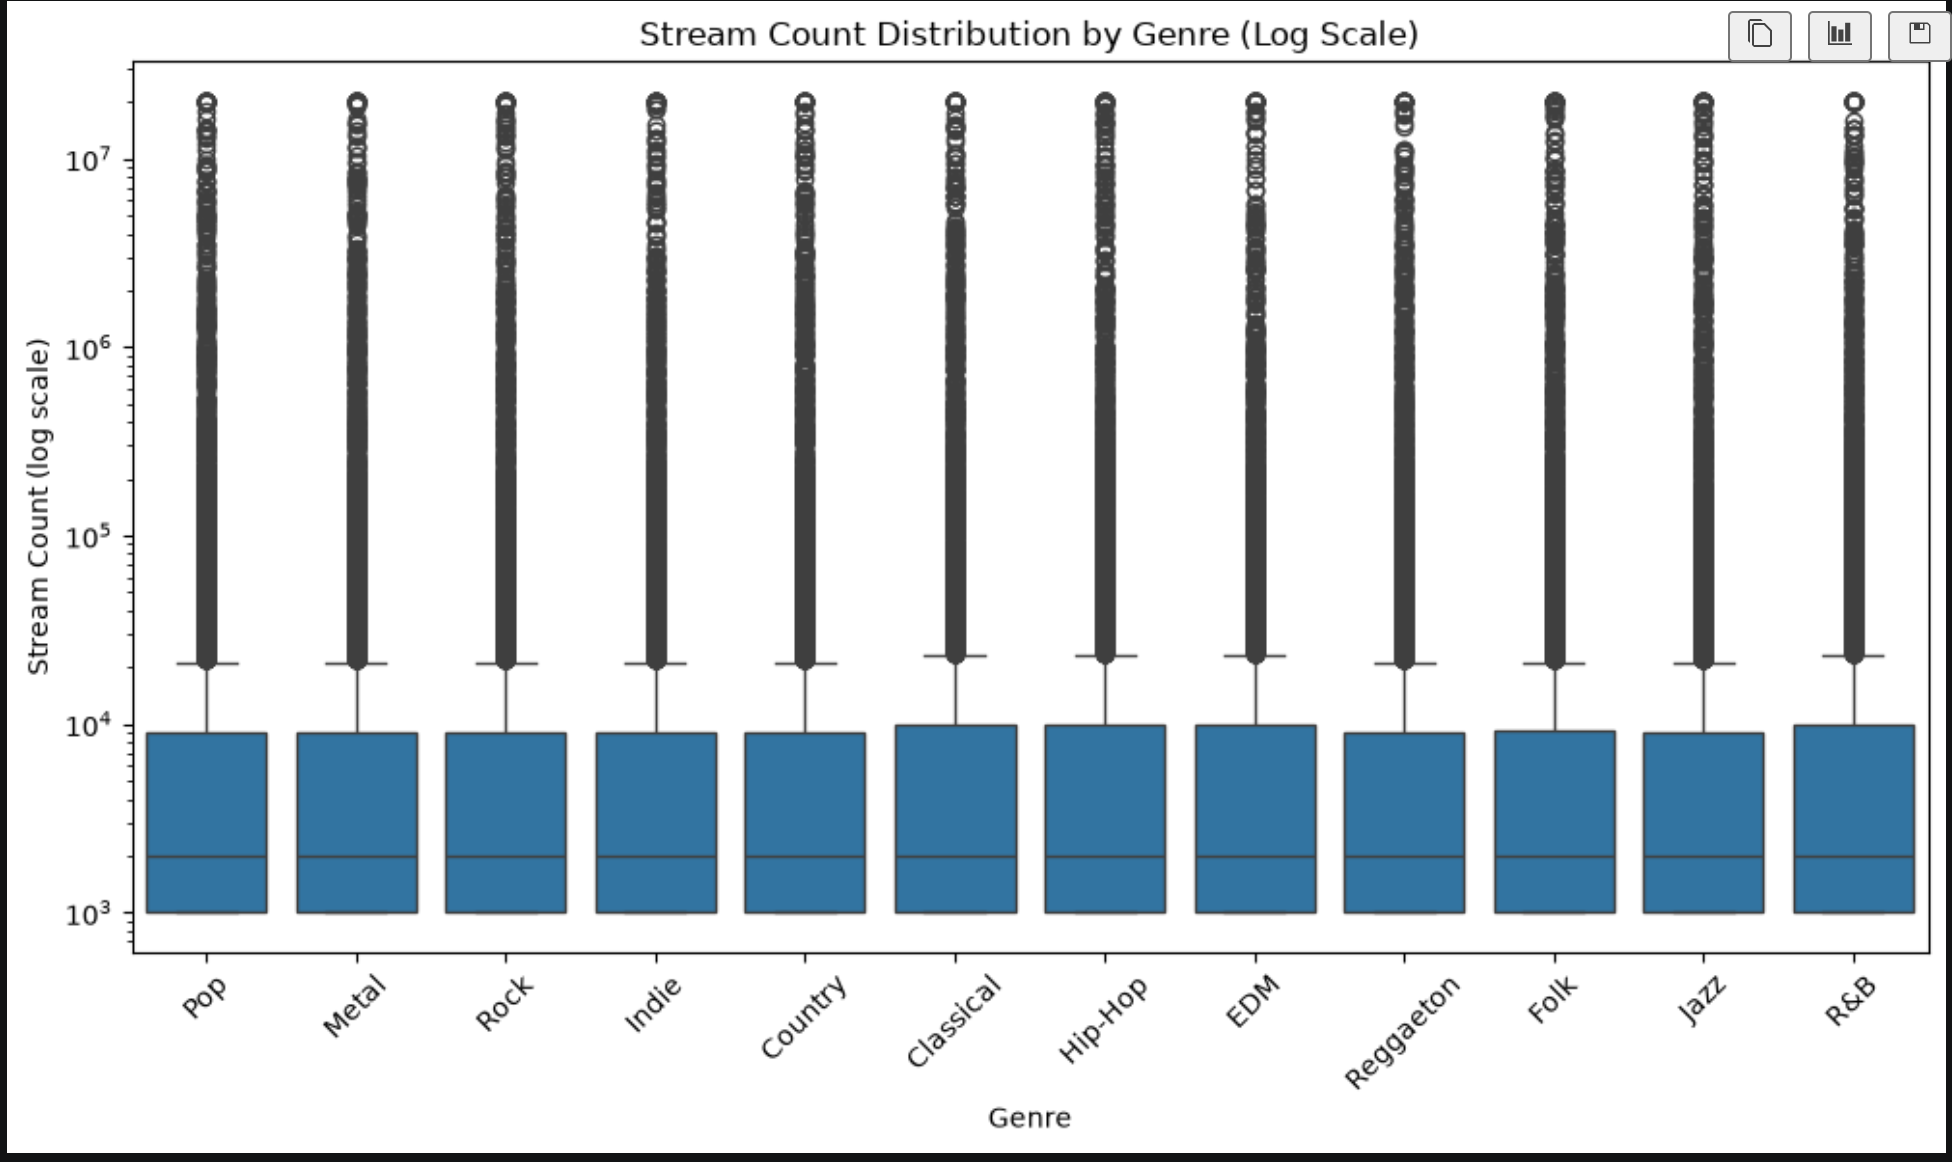 Stream Count Distribution by Genre (Log Scale)
Stream Count (log scale)
10⁷
10⁶
10⁵
10⁴
10³
Pop
Metal
Rock
Indie
Country
Classical
Hip-Hop
EDM
Reggaeton
Folk
Jazz
R&B
Genre